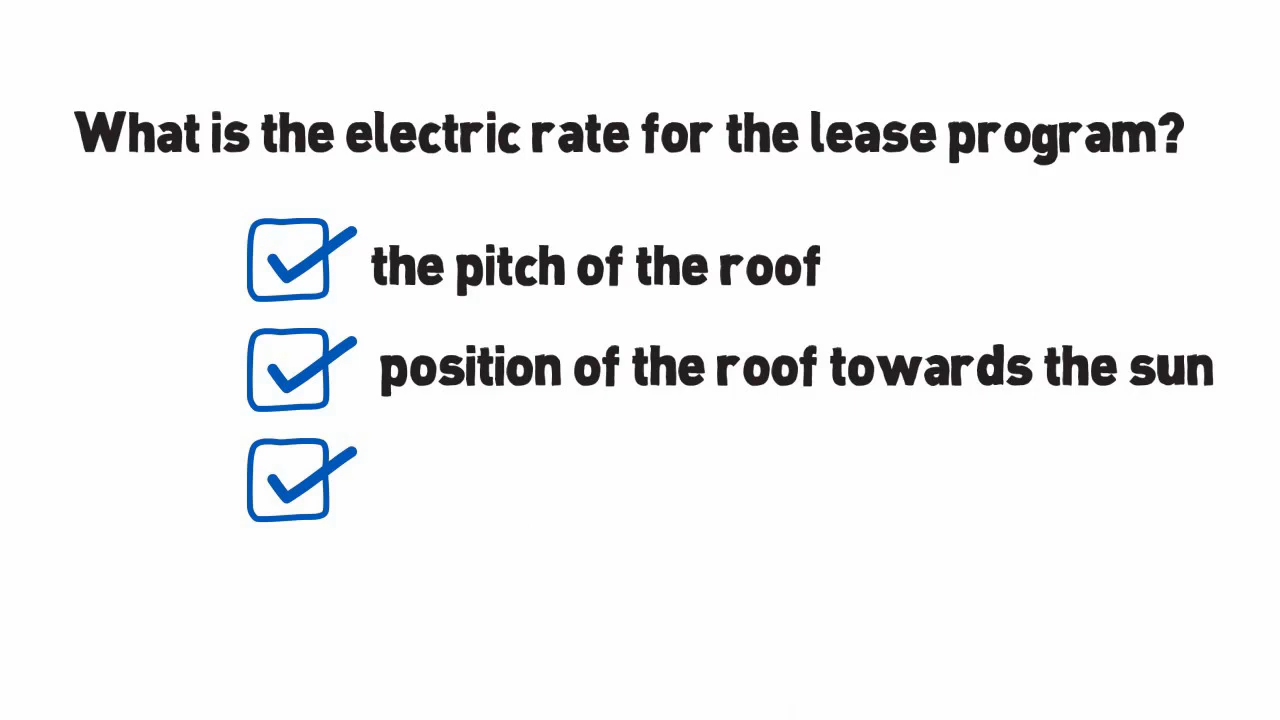 What is the electric rate for the lease program?
the pitch of the roof
position of the roof towards the sun